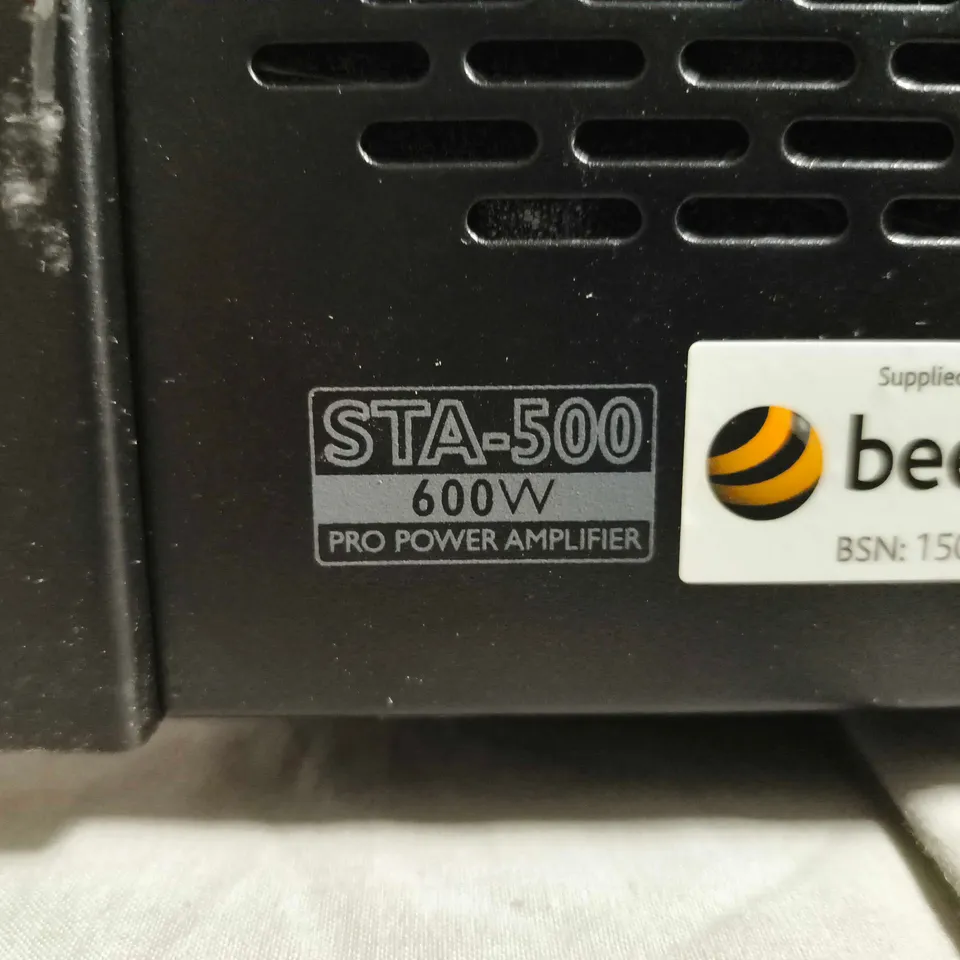 STA-500
600W
PRO POWER AMPLIFIER
Supplied
bee
BSN: 150